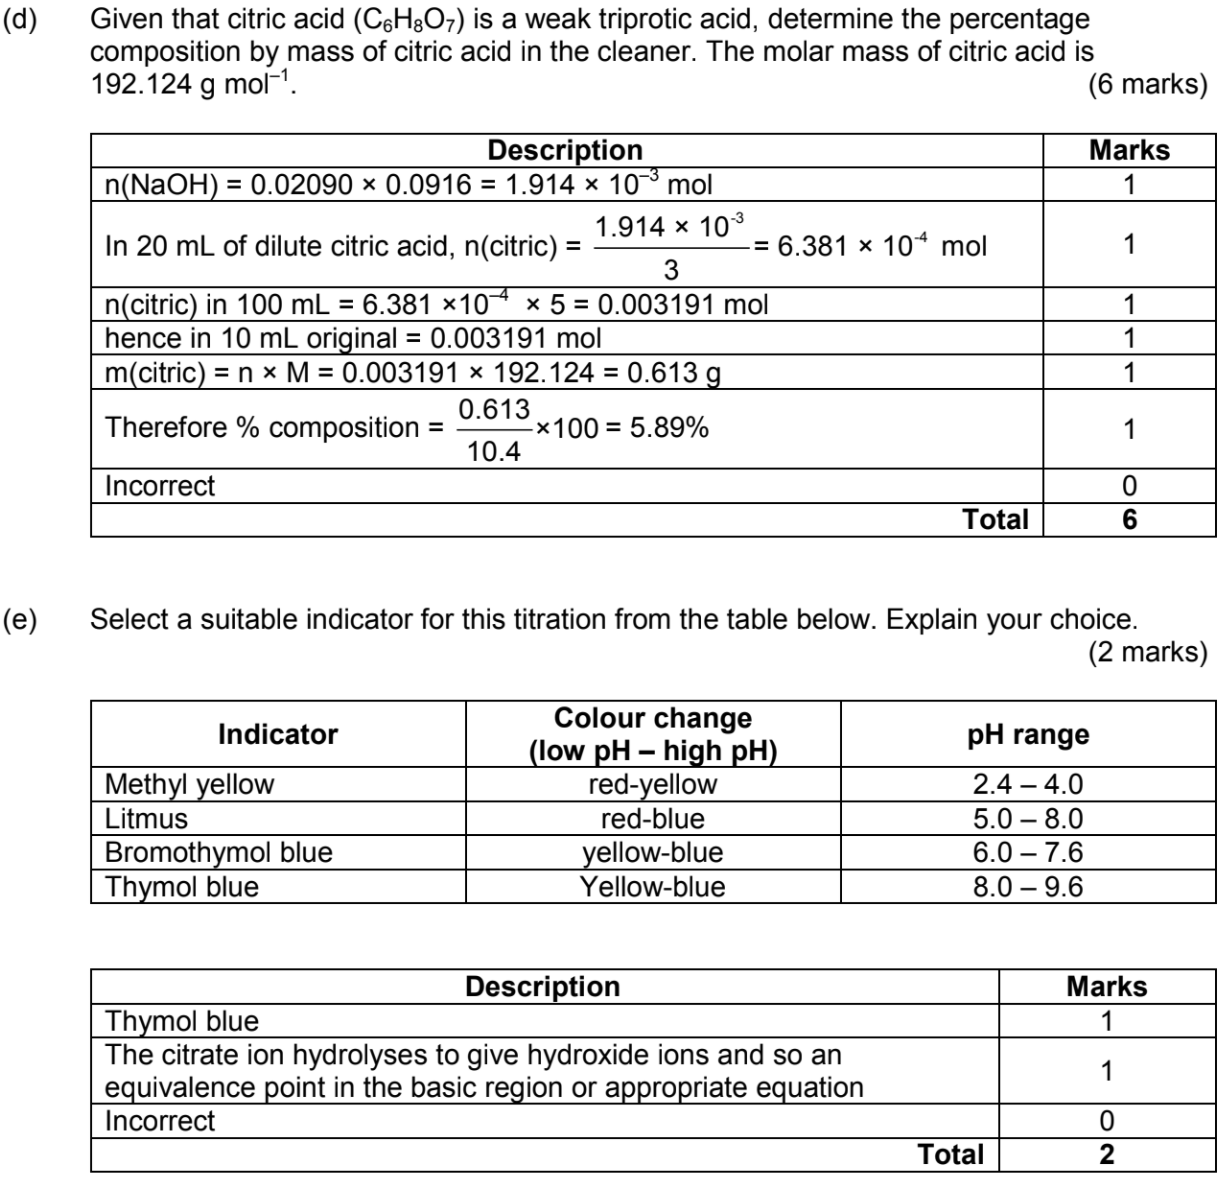 (d) Given that citric acid (C₆H₈O₇) is a weak triprotic acid, determine the percentage
composition by mass of citric acid in the cleaner. The molar mass of citric acid is
192.124 g mol⁻¹. (6 marks)
Description Marks
n(NaOH) = 0.02090 × 0.0916 = 1.914 × 10⁻³ mol 1
In 20 mL of dilute citric acid, n(citric) = 1.914 × 10⁻³ / 3 = 6.381 × 10⁻⁴ mol 1
n(citric) in 100 mL = 6.381 ×10⁻⁴ × 5 = 0.003191 mol 1
hence in 10 mL original = 0.003191 mol 1
m(citric) = n × M = 0.003191 × 192.124 = 0.613 g 1
Therefore % composition = 0.613 / 10.4 ×100 = 5.89% 1
Incorrect 0
Total 6
(e) Select a suitable indicator for this titration from the table below. Explain your choice.
(2 marks)
Indicator Colour change (low pH – high pH) pH range
Methyl yellow red-yellow 2.4 – 4.0
Litmus red-blue 5.0 – 8.0
Bromothymol blue yellow-blue 6.0 – 7.6
Thymol blue Yellow-blue 8.0 – 9.6
Description Marks
Thymol blue 1
The citrate ion hydrolyses to give hydroxide ions and so an
equivalence point in the basic region or appropriate equation 1
Incorrect 0
Total 2